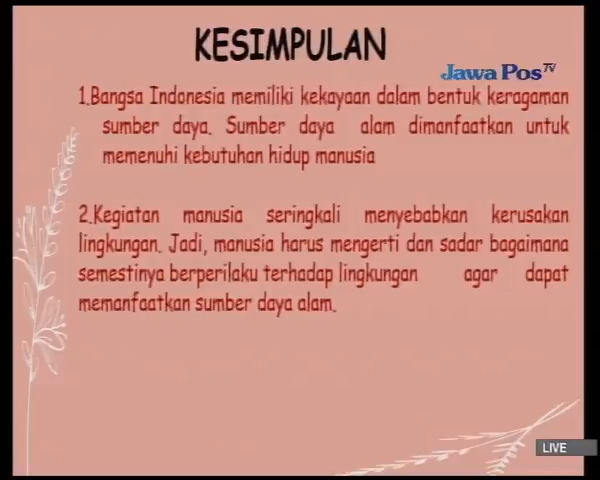 KESIMPULAN
Jawa Pos TV
1.Bangsa Indonesia memiliki kekayaan dalam bentuk keragaman
sumber daya. Sumber daya alam dimanfaatkan untuk
memenuhi kebutuhan hidup manusia
2.Kegiatan manusia seringkali menyebabkan kerusakan
lingkungan. Jadi, manusia harus mengerti dan sadar bagaimana
semestinya berperilaku terhadap lingkungan agar dapat
memanfaatkan sumber daya alam.
LIVE